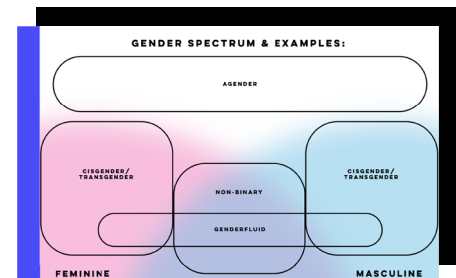 GENDER SPECTRUM & EXAMPLES:
AGENDER
CISGENDER/
TRANSGENDER
CISGENDER/
TRANSGENDER
NON-BINARY
GENDERFLUID
FEMININE
MASCULINE